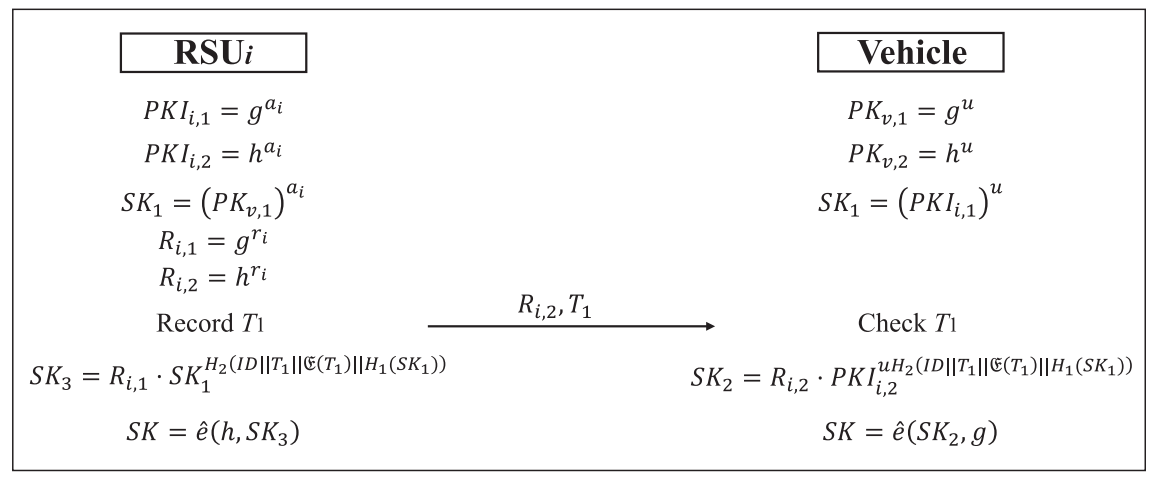 RSUi
PKI_{i,1} = g^{a_i}
PKI_{i,2} = h^{a_i}
SK_1 = (PK_{v,1})^{a_i}
R_{i,1} = g^{r_i}
R_{i,2} = h^{r_i}
Record T1
SK_3 = R_{i,1} · SK_1^{H_2(ID||T_1||𝔈(T_1)||H_1(SK_1))}
SK = ê(h, SK_3)
R_{i,2}, T_1
Vehicle
PK_{v,1} = g^u
PK_{v,2} = h^u
SK_1 = (PKI_{i,1})^u
Check T1
SK_2 = R_{i,2} · PKI_{i,2}^{uH_2(ID||T_1||𝔈(T_1)||H_1(SK_1))}
SK = ê(SK_2, g)